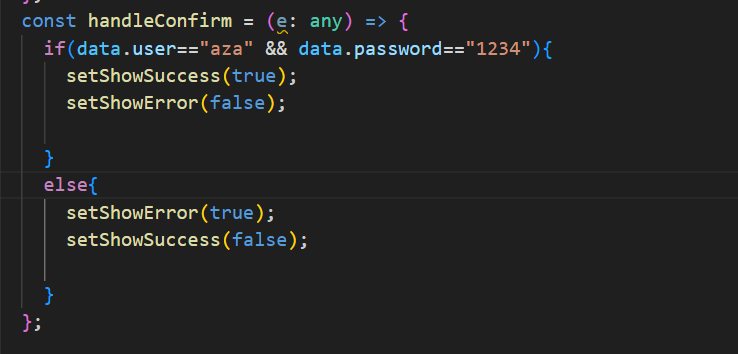 const handleConfirm = (e: any) => {
  if(data.user=="aza" && data.password=="1234"){
    setShowSuccess(true);
    setShowError(false);

  }
  else{
    setShowError(true);
    setShowSuccess(false);

  }
};